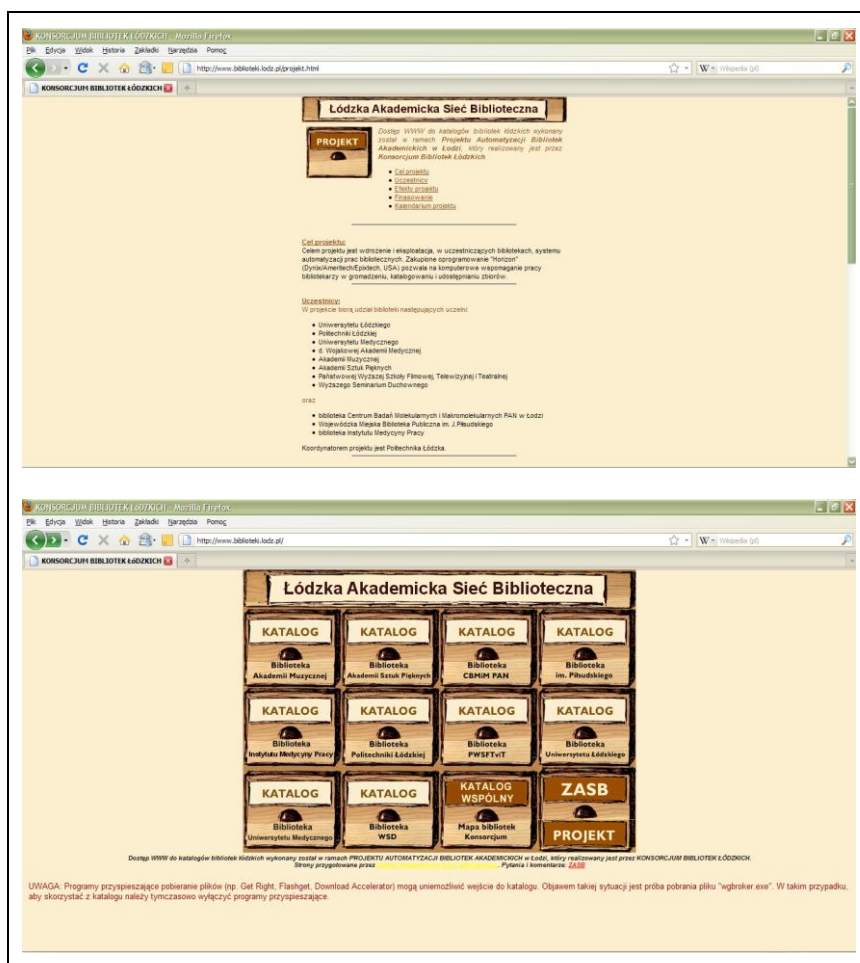 KONSORCJUM BIBLIOTEK ŁÓDZKICH - Mozilla Firefox
Plik Edycja Widok Historia Zakładki Narzędzia Pomoc
http://www.biblioteki.lodz.pl/projekt.html
W Wikipedia (pl)
KONSORCJUM BIBLIOTEK ŁÓDZKICH
Łódzka Akademicka Sieć Biblioteczna
PROJEKT
Dostęp WWW do katalogów bibliotek łódzkich wykonany
został w ramach Projektu Automatyzacji Bibliotek
Akademickich w Łodzi, który realizowany jest przez
Konsorcjum Bibliotek Łódzkich
Cel projektu
Uczestnicy
Efekty projektu
Finasowanie
Kalendarium projektu
Cel projektu:
Celem projektu jest wdrożenie i eksploatacja, w uczestniczących bibliotekach, systemu
automatyzacji prac bibliotecznych. Zakupione oprogramowanie "Horizon"
(Dynix/Ameritech/Epixtech, USA) pozwala na komputerowe wspomaganie pracy
bibliotekarzy w gromadzeniu, katalogowaniu i udostępnianiu zbiorów.
Uczestnicy:
W projekcie biorą udział biblioteki następujących uczelni:
Uniwersytetu Łódzkiego
Politechniki Łódzkiej
Uniwersytetu Medycznego
d. Wojskowej Akademii Medycznej
Akademii Muzycznej
Akademii Sztuk Pięknych
Państwowej Wyższej Szkoły Filmowej, Telewizyjnej i Teatralnej
Wyższego Seminarium Duchownego
oraz
biblioteka Centrum Badań Molekularnych i Makromolekularnych PAN w Łodzi
Wojewódzka Miejska Biblioteka Publiczna im. J.Piłsudskiego
biblioteka Instytutu Medycyny Pracy
Koordynatorem projektu jest Politechnika Łódzka.
KONSORCJUM BIBLIOTEK ŁÓDZKICH - Mozilla Firefox
Plik Edycja Widok Historia Zakładki Narzędzia Pomoc
http://www.biblioteki.lodz.pl/
W Wikipedia (pl)
KONSORCJUM BIBLIOTEK ŁóDZKICH
Łódzka Akademicka Sieć Biblioteczna
KATALOG KATALOG KATALOG KATALOG
Biblioteka Biblioteka Biblioteka Biblioteka
Akademii Muzycznej Akademii Sztuk Pięknych CBMiM PAN im. Piłsudskiego
KATALOG KATALOG KATALOG KATALOG
Biblioteka Biblioteka Biblioteka Biblioteka
Instytutu Medycyny Pracy Politechniki Łódzkiej PWSFTviT Uniwersytetu Łódzkiego
KATALOG KATALOG KATALOG WSPÓLNY ZASB
Biblioteka Biblioteka Mapa bibliotek
Uniwersytetu Medycznego WSD Konsorcjum PROJEKT
Dostęp WWW do katalogów bibliotek łódzkich wykonany został w ramach PROJEKTU AUTOMATYZACJI BIBLIOTEK AKADEMICKICH w Łodzi, który realizowany jest przez KONSORCJUM BIBLIOTEK ŁÓDZKICH.
Strony przygotowane przez . Pytania i komentarze: ZASB
UWAGA: Programy przyspieszające pobieranie plików (np. Get Right, Flashget, Download Accelerator) mogą uniemożliwić wejście do katalogu. Objawem takiej sytuacji jest próba pobrania pliku "wgbroker.exe". W takim przypadku,
aby skorzystać z katalogu należy tymczasowo wyłączyć programy przyspieszające.